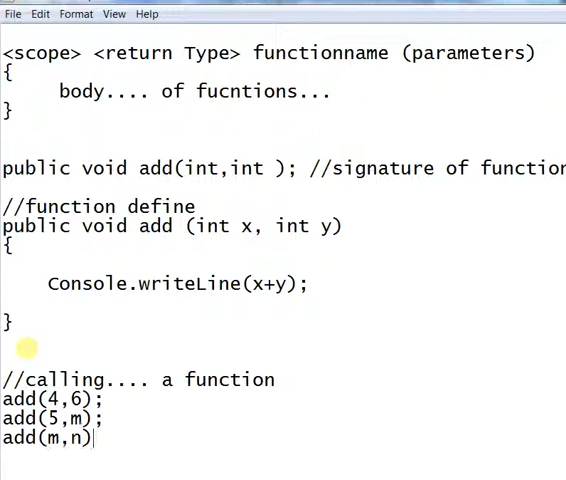 File Edit Format View Help
<scope> <return Type> functionname (parameters)
{
body.... of fucntions...
}
public void add(int,int ); //signature of function
//function define
public void add (int x, int y)
{
Console.writeLine(x+y);
}
//calling.... a function
add(4,6);
add(5,m);
add(m,n)